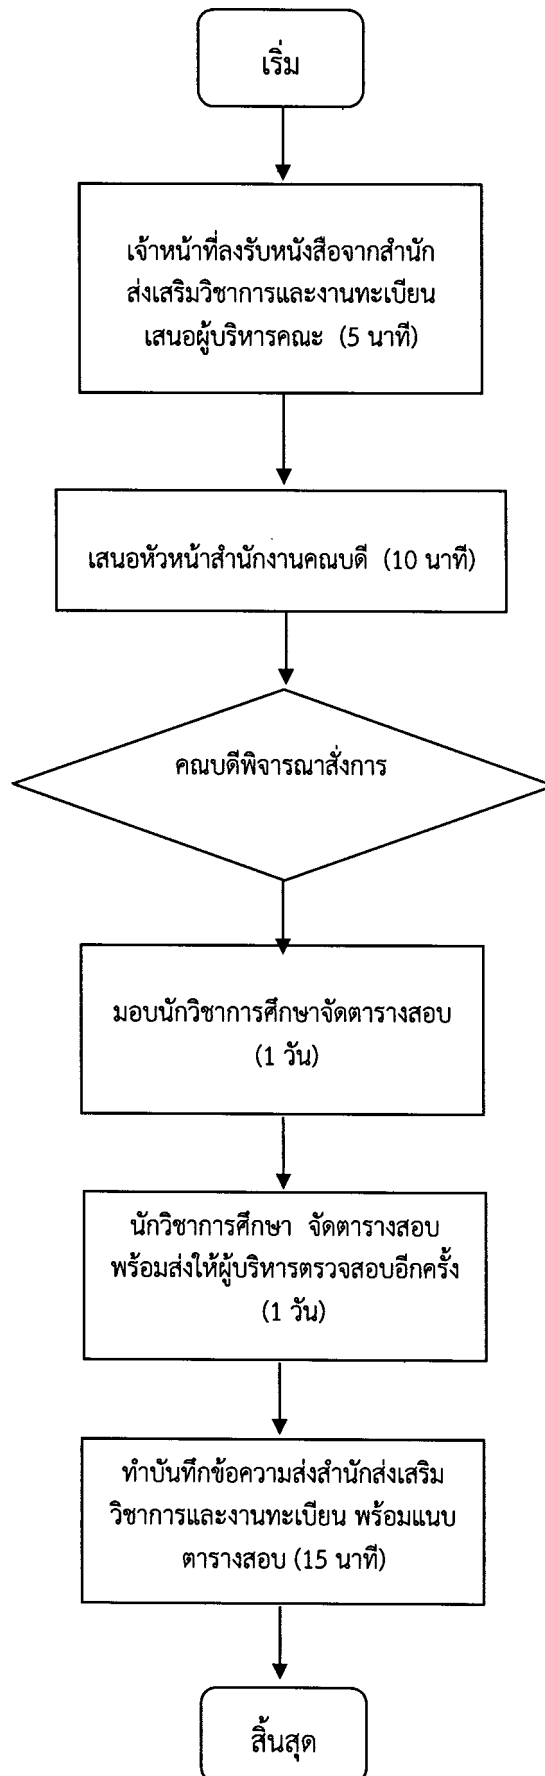 เริ่ม
เจ้าหน้าที่ลงรับหนังสือจากสำนัก
ส่งเสริมวิชาการและงานทะเบียน
เสนอผู้บริหารคณะ (5 นาที)
เสนอหัวหน้าสำนักงานคณบดี (10 นาที)
คณบดีพิจารณาสั่งการ
มอบนักวิชาการศึกษาจัดตารางสอบ
(1 วัน)
นักวิชาการศึกษา จัดตารางสอบ
พร้อมส่งให้ผู้บริหารตรวจสอบอีกครั้ง
(1 วัน)
ทำบันทึกข้อความส่งสำนักส่งเสริม
วิชาการและงานทะเบียน พร้อมแนบ
ตารางสอบ (15 นาที)
สิ้นสุด